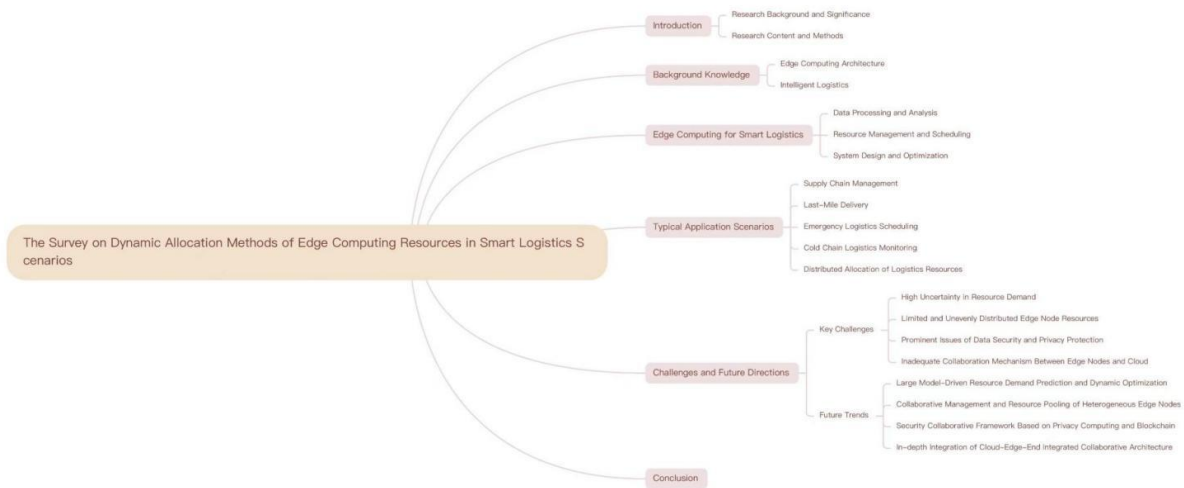 The Survey on Dynamic Allocation Methods of Edge Computing Resources in Smart Logistics S
cenarios
Introduction
Research Background and Significance
Research Content and Methods
Background Knowledge
Edge Computing Architecture
Intelligent Logistics
Edge Computing for Smart Logistics
Data Processing and Analysis
Resource Management and Scheduling
System Design and Optimization
Typical Application Scenarios
Supply Chain Management
Last-Mile Delivery
Emergency Logistics Scheduling
Cold Chain Logistics Monitoring
Distributed Allocation of Logistics Resources
Challenges and Future Directions
Key Challenges
High Uncertainty in Resource Demand
Limited and Unevenly Distributed Edge Node Resources
Prominent Issues of Data Security and Privacy Protection
Inadequate Collaboration Mechanism Between Edge Nodes and Cloud
Future Trends
Large Model-Driven Resource Demand Prediction and Dynamic Optimization
Collaborative Management and Resource Pooling of Heterogeneous Edge Nodes
Security Collaborative Framework Based on Privacy Computing and Blockchain
In-depth Integration of Cloud-Edge-End integrated Collaborative Architecture
Conclusion